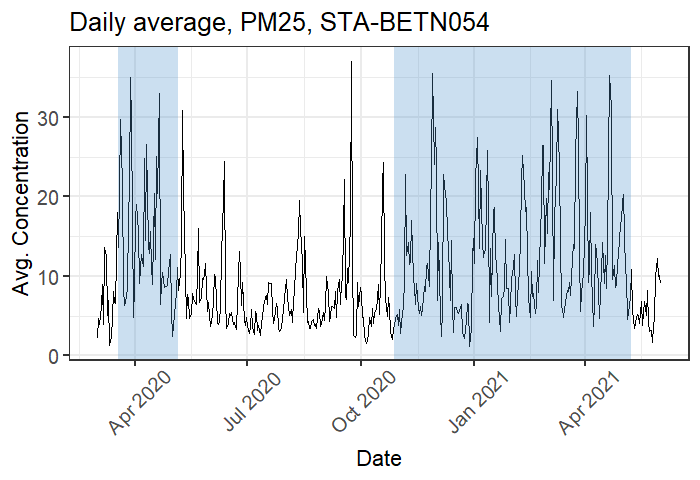 Daily average, PM25, STA-BETN054
Avg. Concentration
30
20
10
0
Apr 2020
Jul 2020
Oct 2020
Jan 2021
Apr 2021
Date